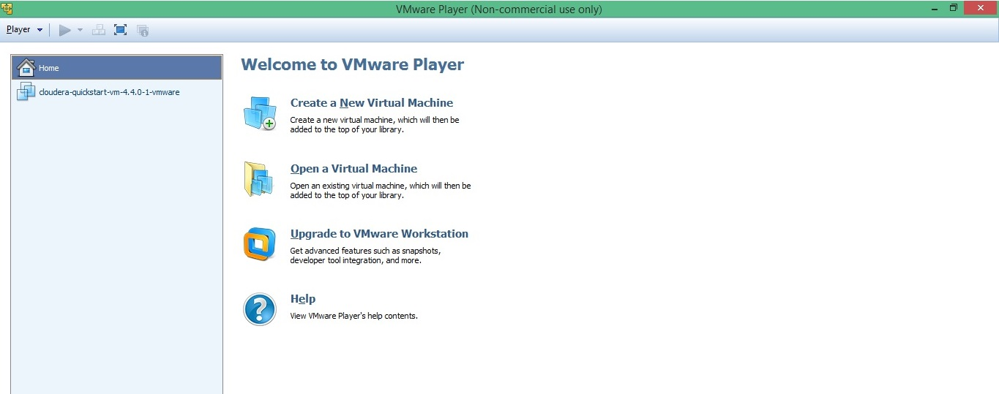 VMware Player (Non-commercial use only)
Player
Home
cloudera-quickstart-vm-4.4.0-1-vmware
Welcome to VMware Player
Create a New Virtual Machine
Create a new virtual machine, which will then be
added to the top of your library.
Open a Virtual Machine
Open an existing virtual machine, which will then be
added to the top of your library.
Upgrade to VMware Workstation
Get advanced features such as snapshots,
developer tool integration, and more.
Help
View VMware Player's help contents.